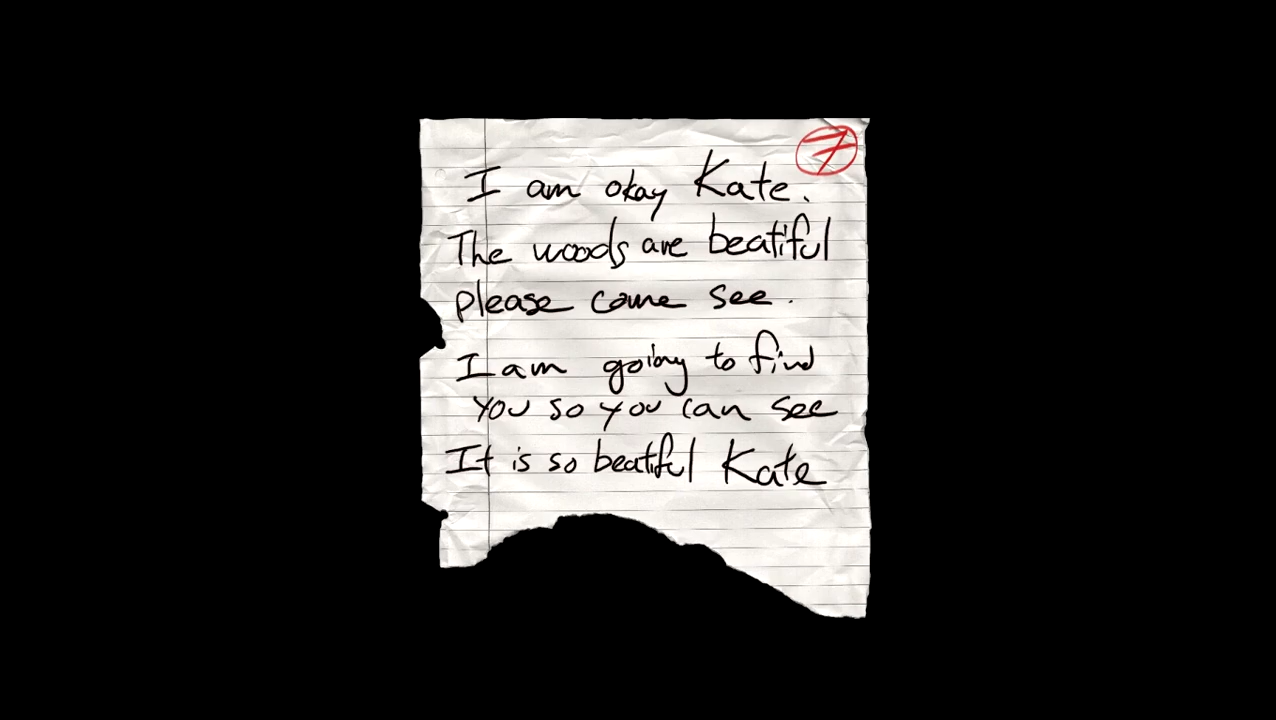 7
I am okay Kate.
The woods are beatiful
please come see.
I am going to find
you so you can see
It is so beatiful Kate